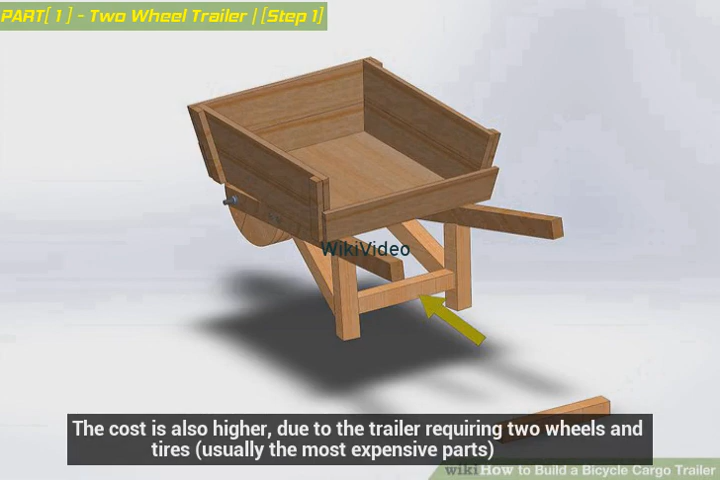 PART[ 1 ] - Two Wheel Trailer | [Step 1]
WikiVideo
The cost is also higher, due to the trailer requiring two wheels and
tires (usually the most expensive parts)
wiki How to Build a Bicycle Cargo Trailer